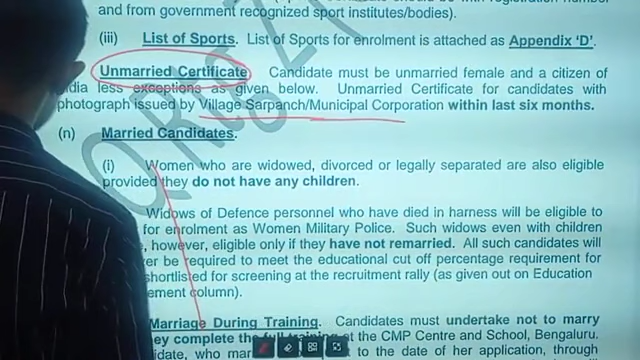 and from government recognized sport institutes/bodies).
(iii) List of Sports. List of Sports for enrolment is attached as Appendix 'D'.
Unmarried Certificate Candidate must be unmarried female and a citizen of
dia less exceptions as given below. Unmarried Certificate for candidates with
photograph issued by Village Sarpanch/Municipal Corporation within last six months.
(n) Married Candidates.
(i) Women who are widowed, divorced or legally separated are also eligible
provided they do not have any children.
Widows of Defence personnel who have died in harness will be eligible to
for enrolment as Women Military Police. Such widows even with children
, however, eligible only if they have not remarried. All such candidates will
er be required to meet the educational cut off percentage requirement for
shortlisted for screening at the recruitment rally (as given out on Education
ement column).
Marriage During Training. Candidates must undertake not to marry
ey complete the full training at the CMP Centre and School, Bengaluru.
idate, who mar to the date of her application, through